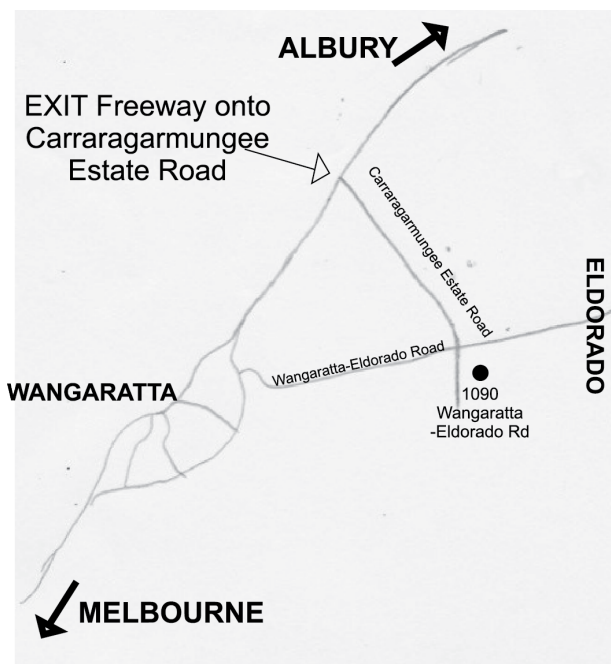 ALBURY
EXIT Freeway onto
Carraragarmungee
Estate Road
Carraragarmungee Estate Road
ELDORADO
Wangaratta-Eldorado Road
WANGARATTA
1090
Wangaratta
-Eldorado Rd
MELBOURNE